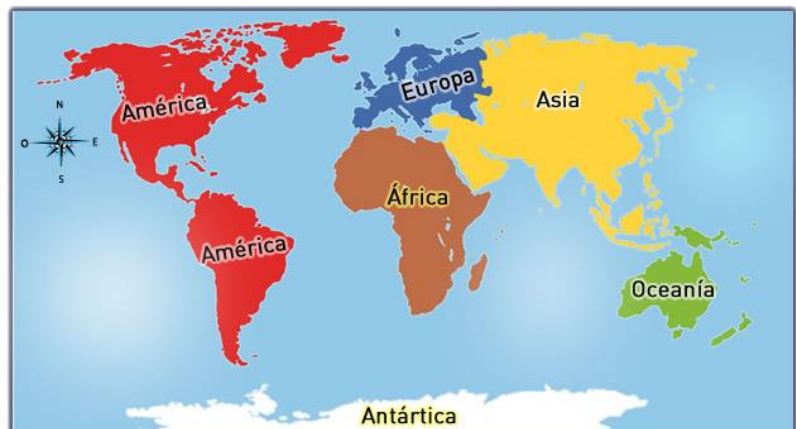 América
Europa
Asia
N
O
E
S
África
América
Oceanía
Antártica